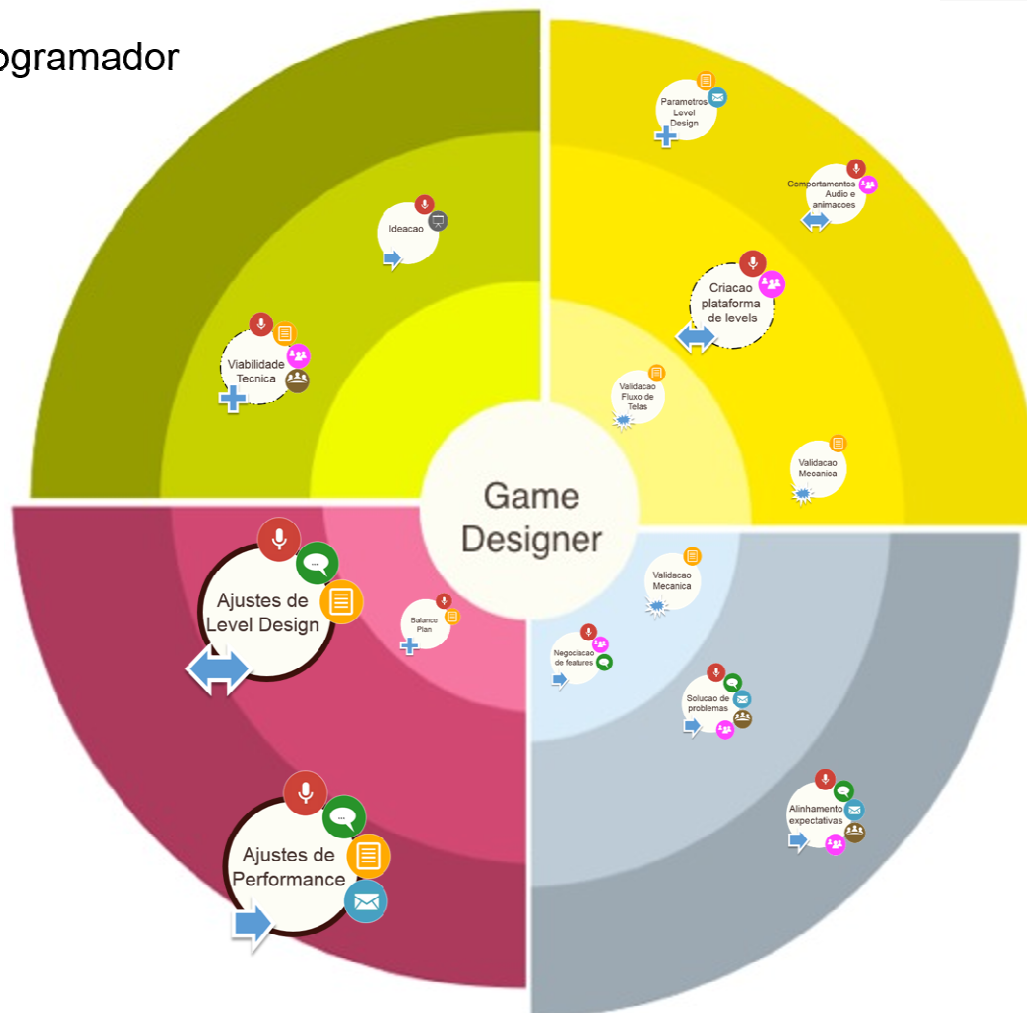 ogramador
Parametros
Level
Design
Comportamentos
Audio e
animacoes
Ideacao
Criacao
plataforma
de levels
Viabilidade
Tecnica
Validacao
Fluxo de
Telas
Validacao
Mecanica
Game
Designer
Validacao
Mecanica
Ajustes de
Level Design
Balanco
Plan
Negociacao
de features
Solucao de
problemas
Alinhamento
expectativas
Ajustes de
Performance